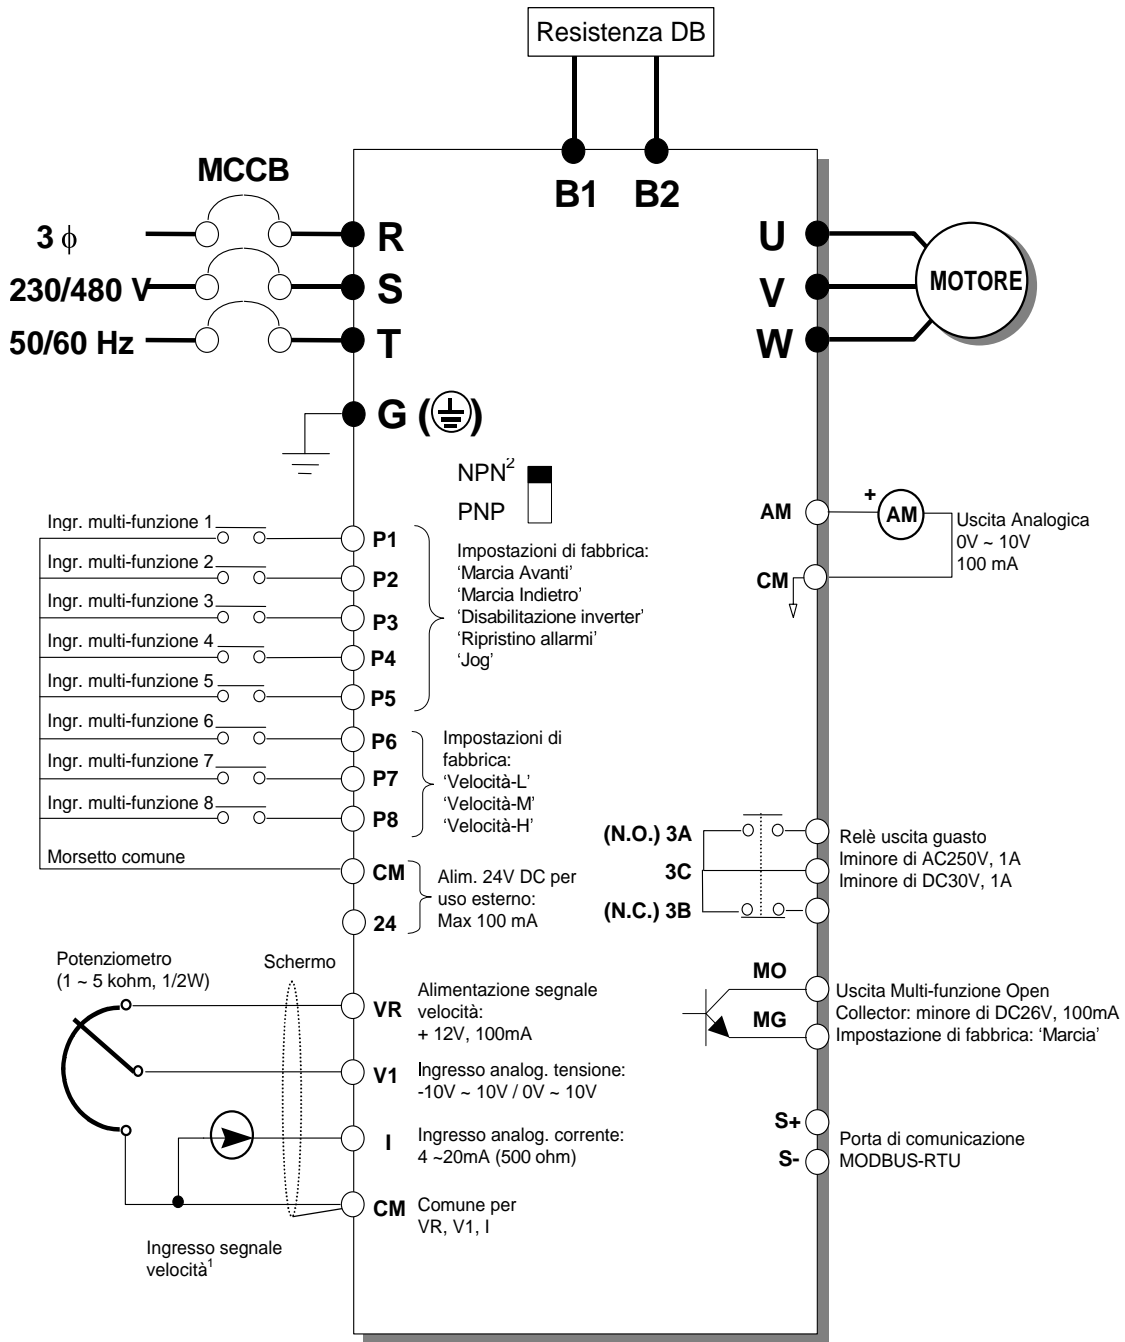 Resistenza DB
B1 B2
MCCB
3 ϕ
230/480 V
50/60 Hz
R
S
T
G ( )
U
V
W
MOTORE
NPN²
PNP
Ingr. multi-funzione 1
Ingr. multi-funzione 2
Ingr. multi-funzione 3
Ingr. multi-funzione 4
Ingr. multi-funzione 5
Ingr. multi-funzione 6
Ingr. multi-funzione 7
Ingr. multi-funzione 8
Morsetto comune
P1
P2
P3
P4
P5
P6
P7
P8
CM
24
Impostazioni di fabbrica:
‘Marcia Avanti’
‘Marcia Indietro’
‘Disabilitazione inverter’
‘Ripristino allarmi’
‘Jog’
Impostazioni di
fabbrica:
‘Velocità-L’
‘Velocità-M’
‘Velocità-H’
Alim. 24V DC per
uso esterno:
Max 100 mA
Potenziometro
(1 ~ 5 kohm, 1/2W)
Schermo
VR
Alimentazione segnale
velocità:
+ 12V, 100mA
V1
Ingresso analog. tensione:
-10V ~ 10V / 0V ~ 10V
I
Ingresso analog. corrente:
4 ~20mA (500 ohm)
CM
Comune per
VR, V1, I
Ingresso segnale
velocità¹
AM
+
AM
CM
Uscita Analogica
0V ~ 10V
100 mA
(N.O.) 3A
3C
(N.C.) 3B
Relè uscita guasto
Iminore di AC250V, 1A
Iminore di DC30V, 1A
MO
MG
Uscita Multi-funzione Open
Collector: minore di DC26V, 100mA
Impostazione di fabbrica: ‘Marcia’
S+
S-
Porta di comunicazione
MODBUS-RTU